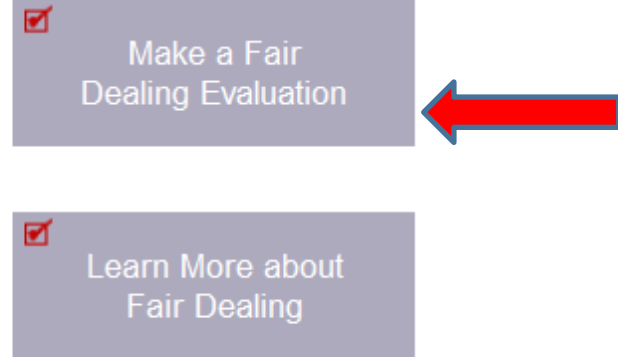 Make a Fair
Dealing Evaluation
Learn More about
Fair Dealing